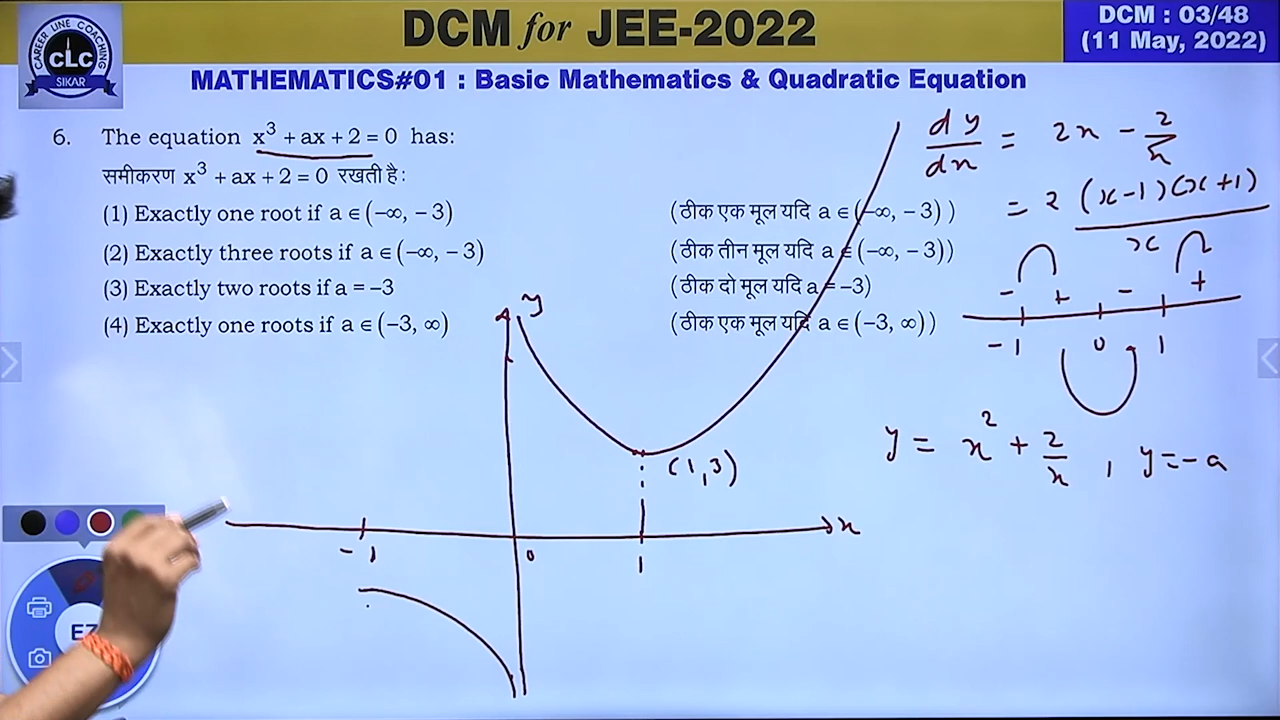 CAREER LINE COACHING
CLC
SIKAR
DCM for JEE-2022
DCM : 03/48
(11 May, 2022)
MATHEMATICS#01 : Basic Mathematics & Quadratic Equation
6. The equation x³ + ax + 2 = 0 has:
समीकरण x³ + ax + 2 = 0 रखती है:
(1) Exactly one root if a ∈ (−∞, − 3) (ठीक एक मूल यदि a ∈ (−∞, − 3) )
(2) Exactly three roots if a ∈ (−∞, − 3) (ठीक तीन मूल यदि a ∈ (−∞, − 3))
(3) Exactly two roots if a = −3 (ठीक दो मूल यदि a = −3)
(4) Exactly one roots if a ∈ (−3, ∞) (ठीक एक मूल यदि a ∈ (−3, ∞) )
dy/dx = 2x − 2/x
= 2 (x−1)(x+1)/x
− + − +
−1 0 1
y = x² + 2/x , y = −a
y
(1,3)
x
−1 0 1
EZ